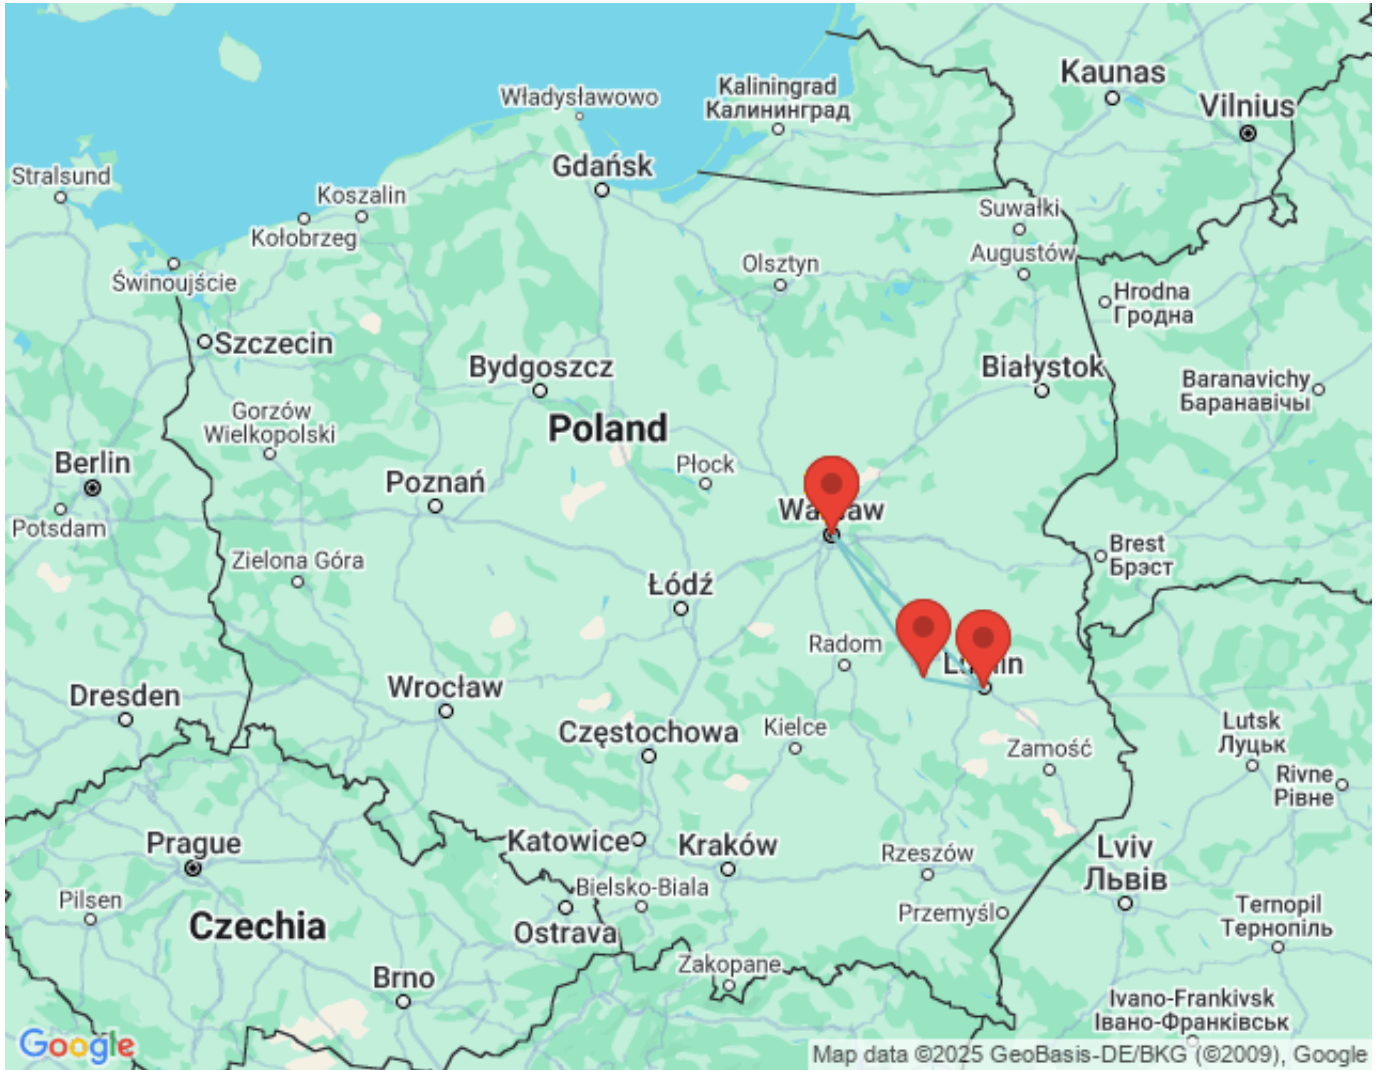 Kaunas
Kaliningrad
Калининград
Vilnius
Władysławowo
Gdańsk
Stralsund
Koszalin
Kołobrzeg
Suwałki
Augustów
Olsztyn
Świnoujście
Hrodna
Гродна
Szczecin
Bydgoszcz
Białystok
Baranavichy
Баранавічы
Gorzów
Wielkopolski
Poland
Berlin
Płock
Poznań
Warsaw
Potsdam
Brest
Брэст
Zielona Góra
Łódź
Radom
Lublin
Dresden
Wrocław
Częstochowa
Kielce
Zamość
Lutsk
Луцьк
Rivne
Рівне
Prague
Katowice
Kraków
Rzeszów
Lviv
Львів
Pilsen
Bielsko-Biala
Przemyśl
Ternopil
Тернопіль
Czechia
Ostrava
Zakopane
Brno
Ivano-Frankivsk
Івано-Франківськ
Google
Map data ©2025 GeoBasis-DE/BKG (©2009), Google